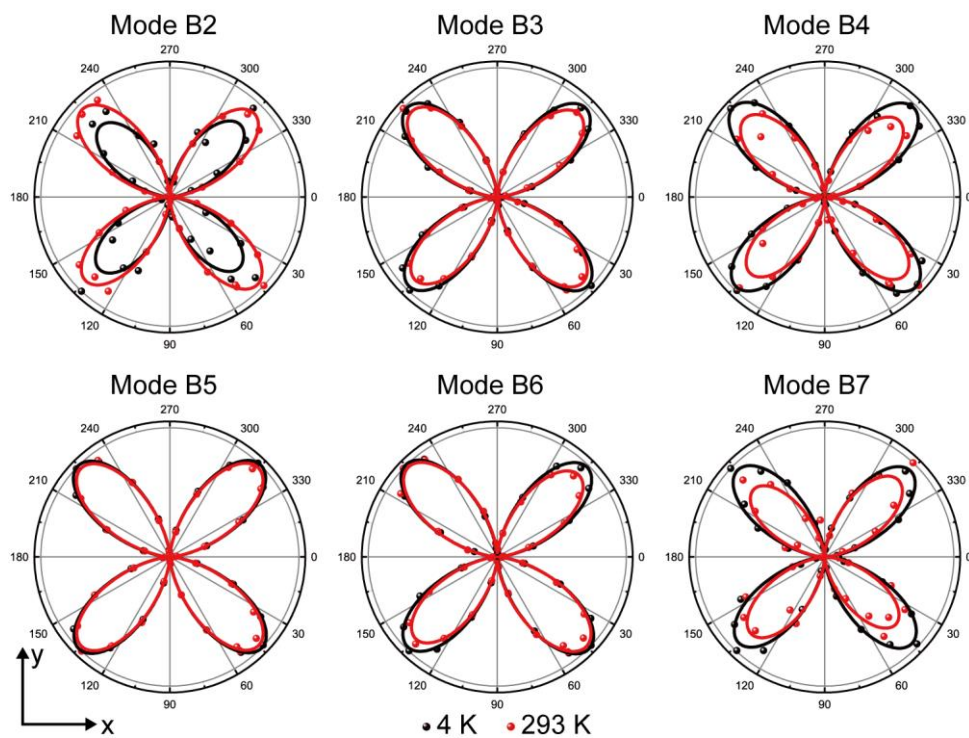 Mode B2 Mode B3 Mode B4
270 270 270
240 300 240 300 240 300
210 330 210 330 210 330
180 0 180 0 180 0
150 30 150 30 150 30
120 60 120 60 120 60
90 90 90
Mode B5 Mode B6 Mode B7
270 270 270
240 300 240 300 240 300
210 330 210 330 210 330
180 0 180 0 180 0
150 30 150 30 150 30
y
120 60 120 60 120 60
90 90 90
x
4 K 293 K